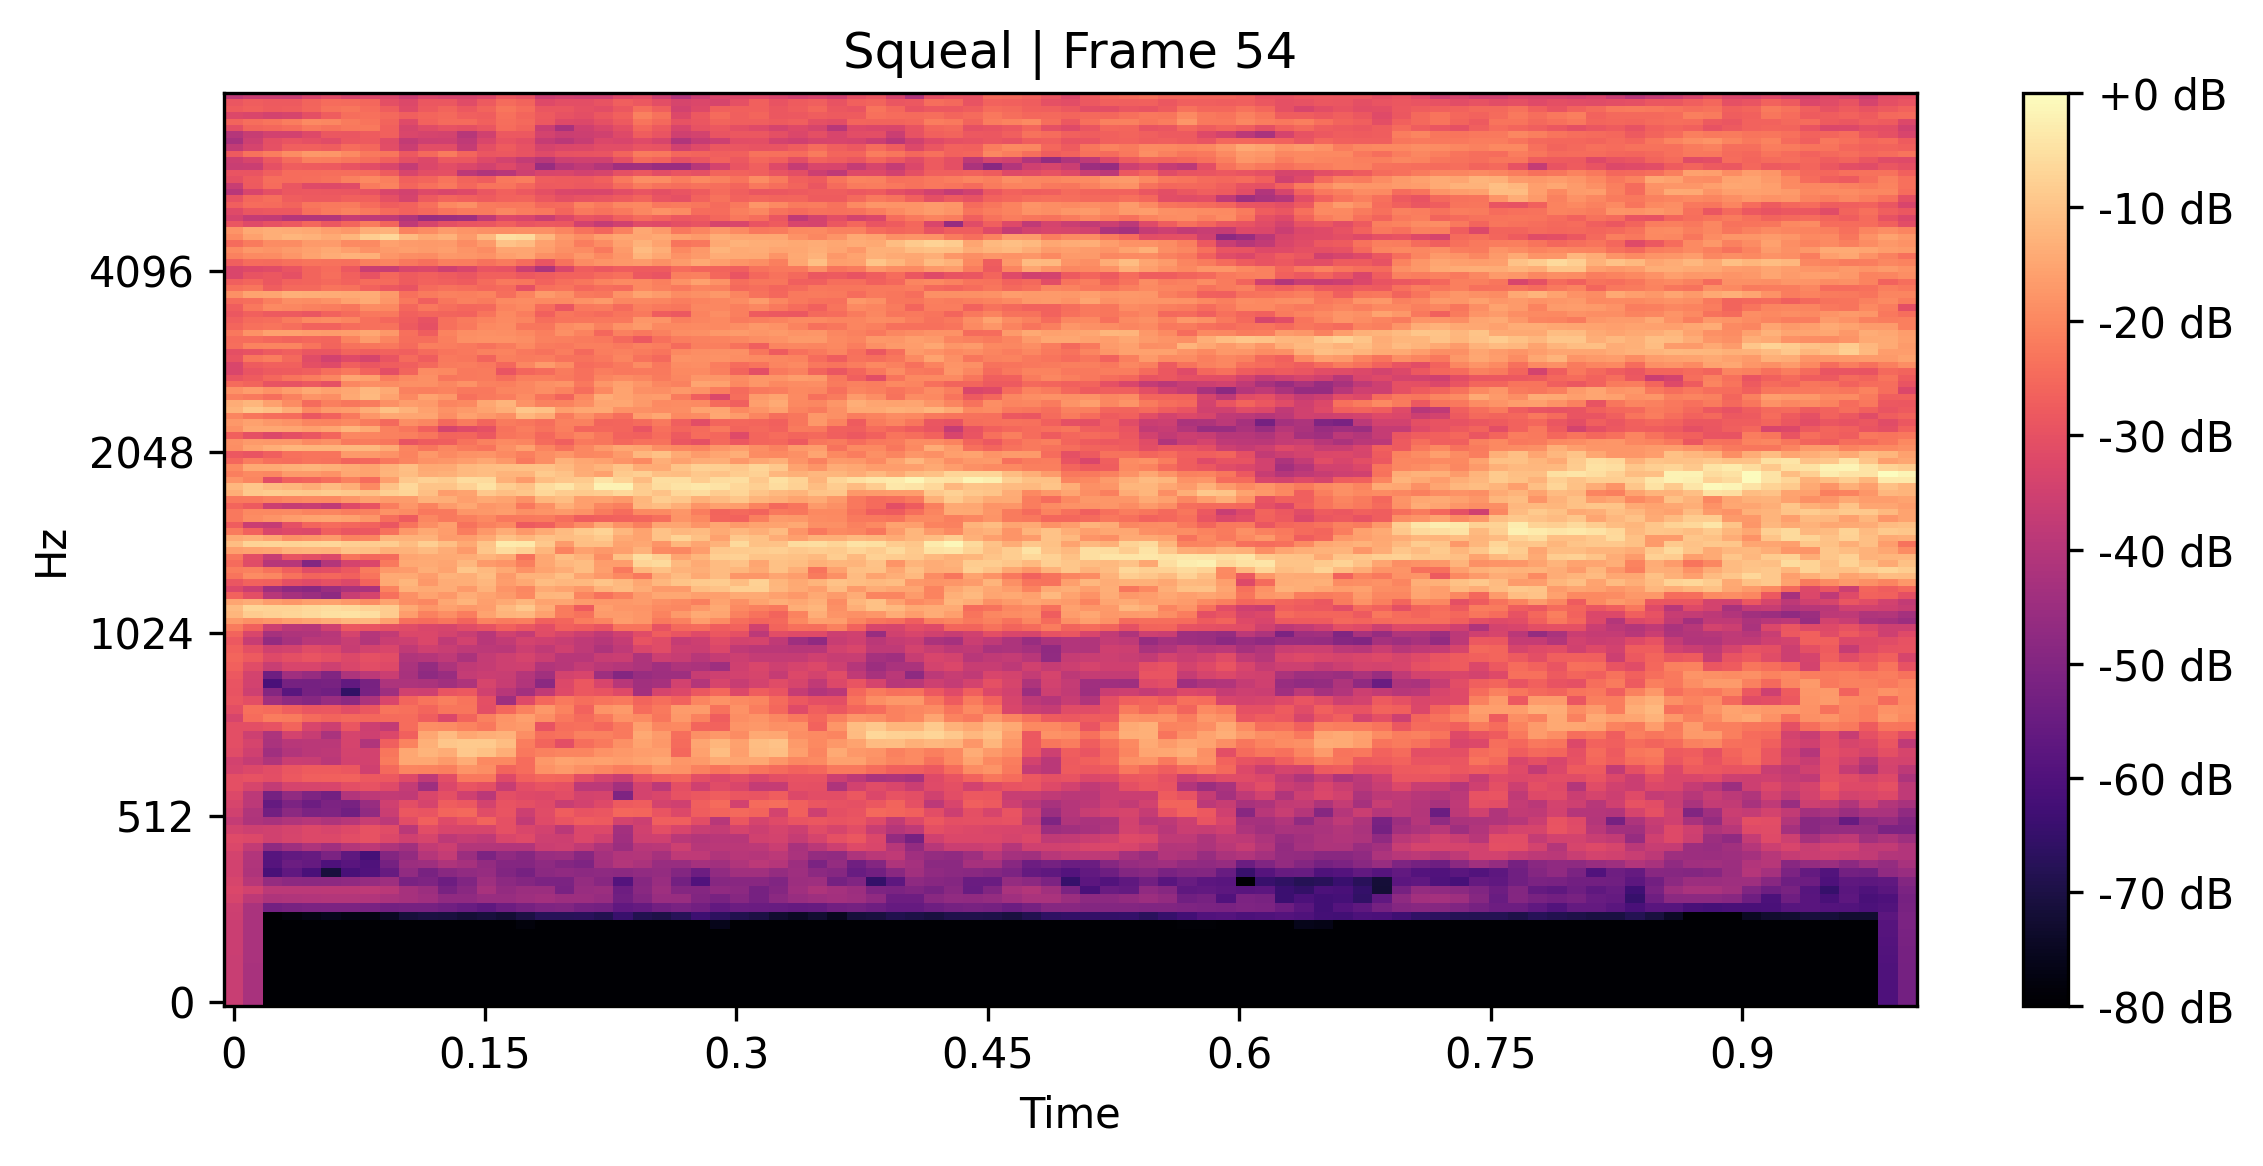 Squeal | Frame 54
Hz
4096
2048
1024
512
0
0 0.15 0.3 0.45 0.6 0.75 0.9
Time
+0 dB
-10 dB
-20 dB
-30 dB
-40 dB
-50 dB
-60 dB
-70 dB
-80 dB